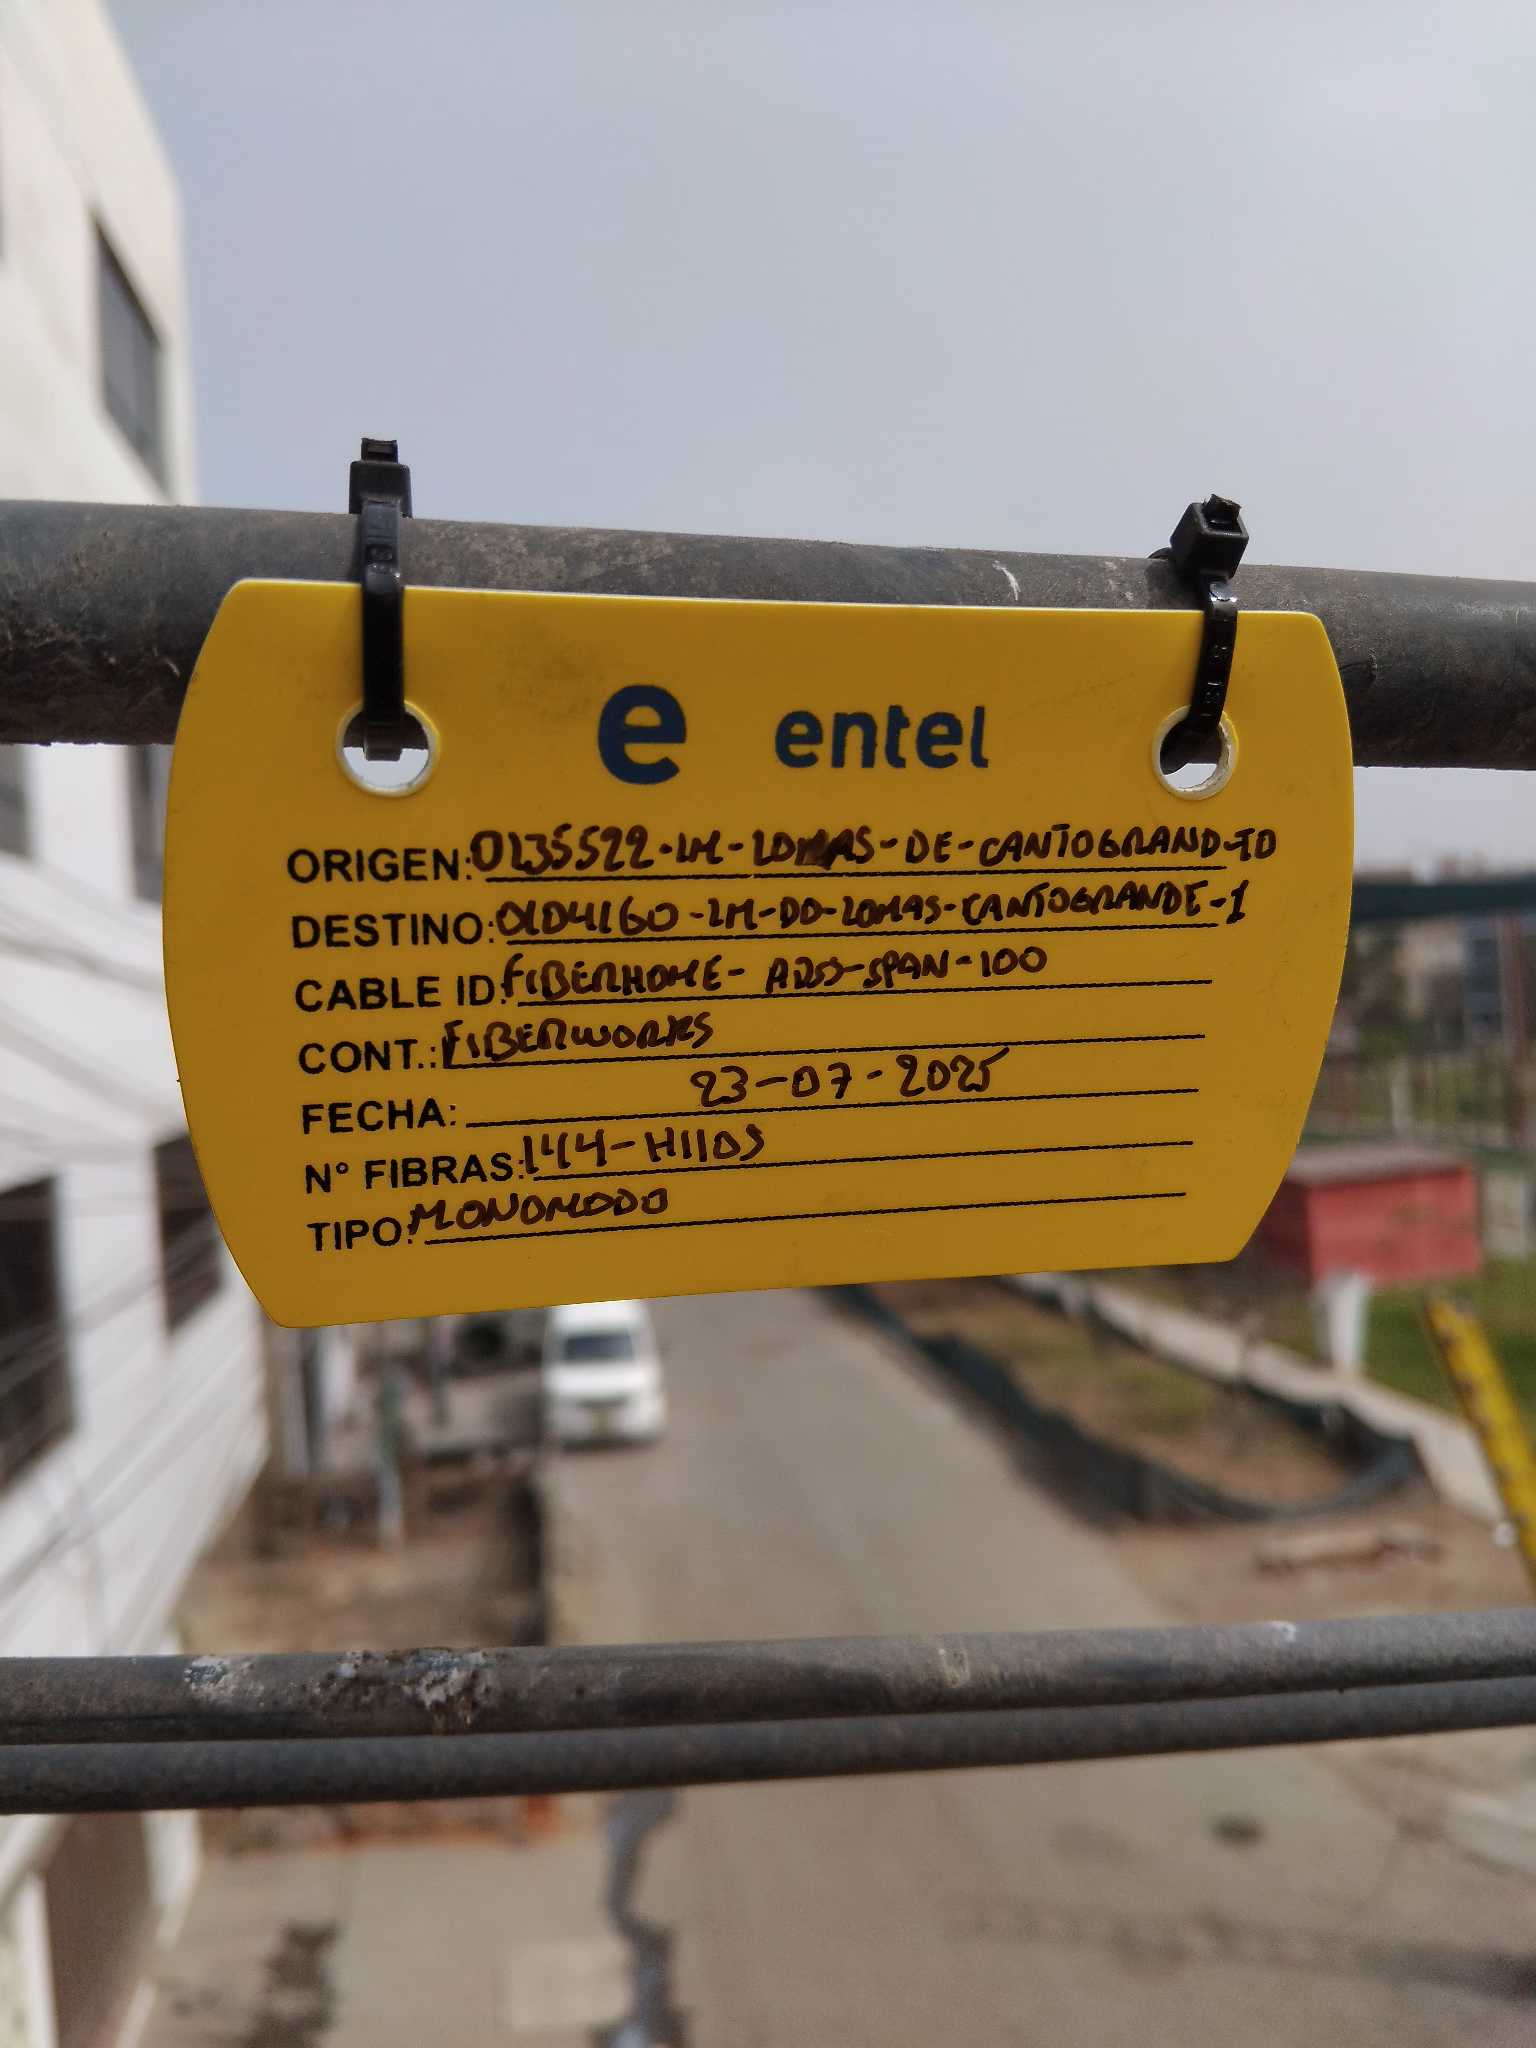 e entel
ORIGEN: 0135522-LM-LOMAS-DE-CANTOGRAND-TD
DESTINO: 0104160-LM-DD-LOMAS-CANTOGRANDE-1
CABLE ID: FIBERHOME- ADSS-SPAN-100
CONT.: FIBERWORKS
FECHA: 23-07-2025
N° FIBRAS: 144-HILOS
TIPO: MONOMODO